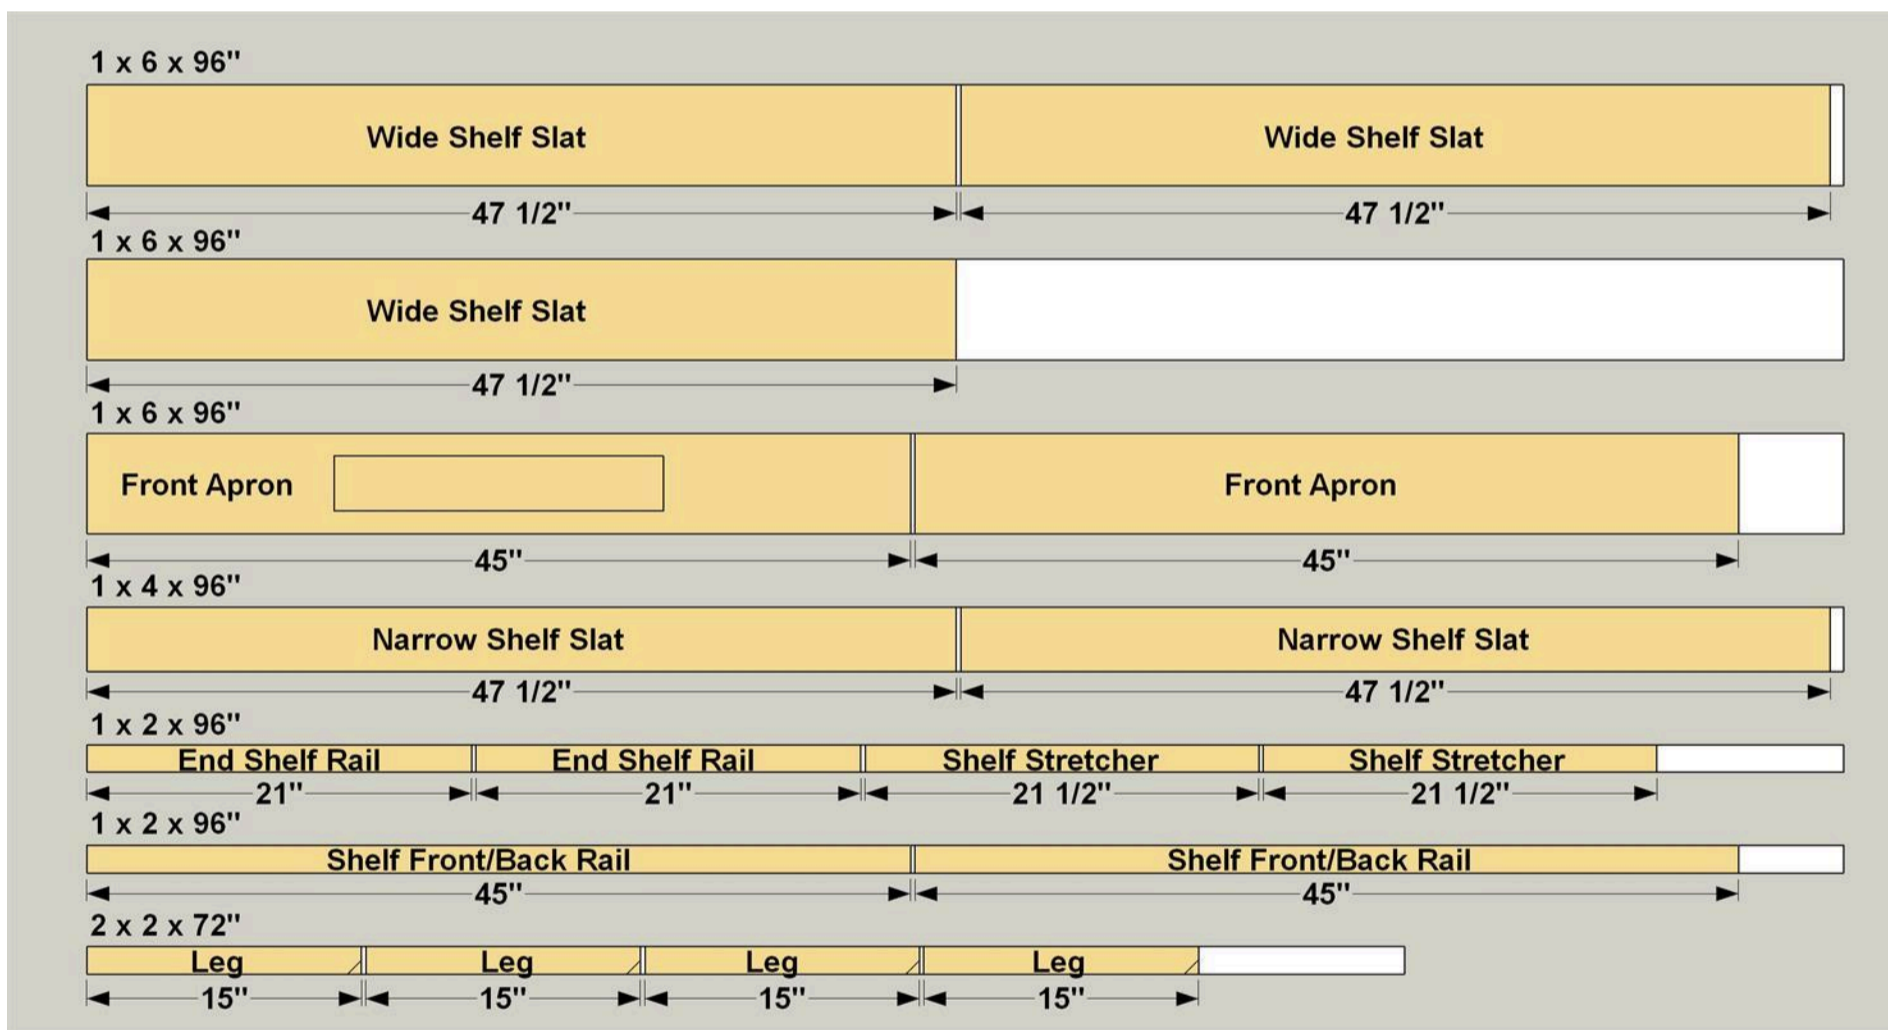 1 x 6 x 96"
Wide Shelf Slat Wide Shelf Slat
47 1/2" 47 1/2"
1 x 6 x 96"
Wide Shelf Slat
47 1/2"
1 x 6 x 96"
Front Apron Front Apron
45" 45"
1 x 4 x 96"
Narrow Shelf Slat Narrow Shelf Slat
47 1/2" 47 1/2"
1 x 2 x 96"
End Shelf Rail End Shelf Rail Shelf Stretcher Shelf Stretcher
21" 21" 21 1/2" 21 1/2"
1 x 2 x 96"
Shelf Front/Back Rail Shelf Front/Back Rail
45" 45"
2 x 2 x 72"
Leg Leg Leg Leg
15" 15" 15" 15"